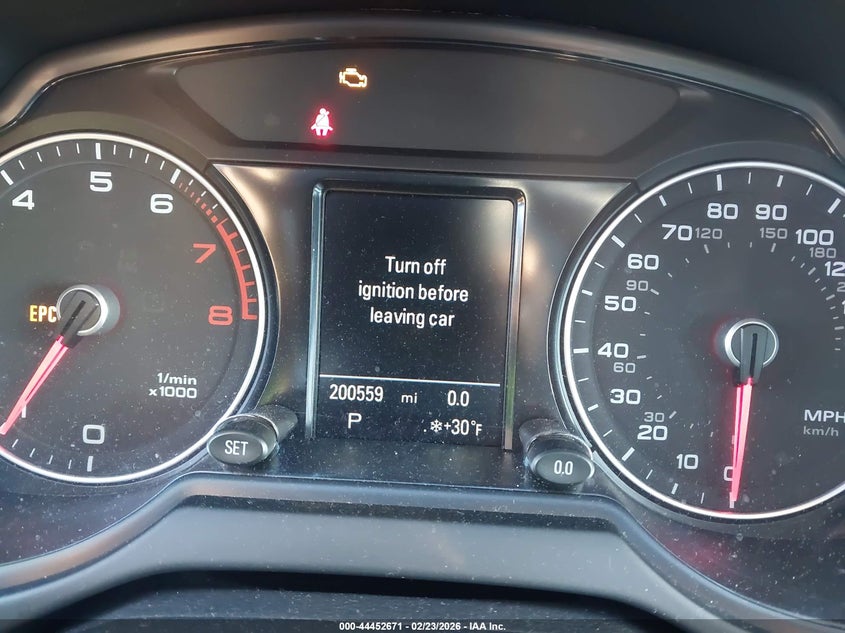 4
5
6
7
8
EPC
1/min
x1000
1
0
SET
Turn off
ignition before
leaving car
200559 mi 0.0
P
+30°F
0.0
0
10
20
30
30
40
60
50
90
60
70
120
80
90
150
100
180
MPH
km/h
000-44452671 - 02/23/2026 - IAA Inc.